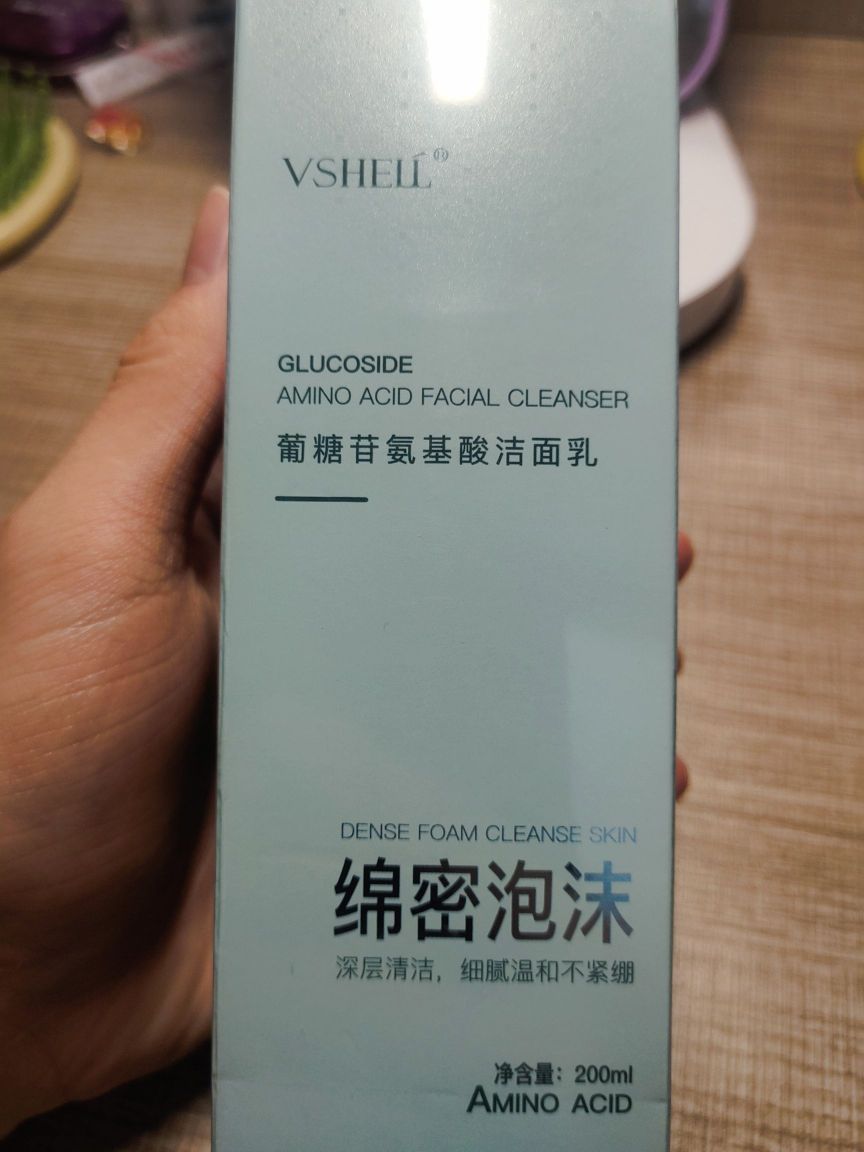 VSHELL®
GLUCOSIDE
AMINO ACID FACIAL CLEANSER
葡糖苷氨基酸洁面乳
DENSE FOAM CLEANSE SKIN
绵密泡沫
深层清洁，细腻温和不紧绷
净含量：200ml
AMINO ACID